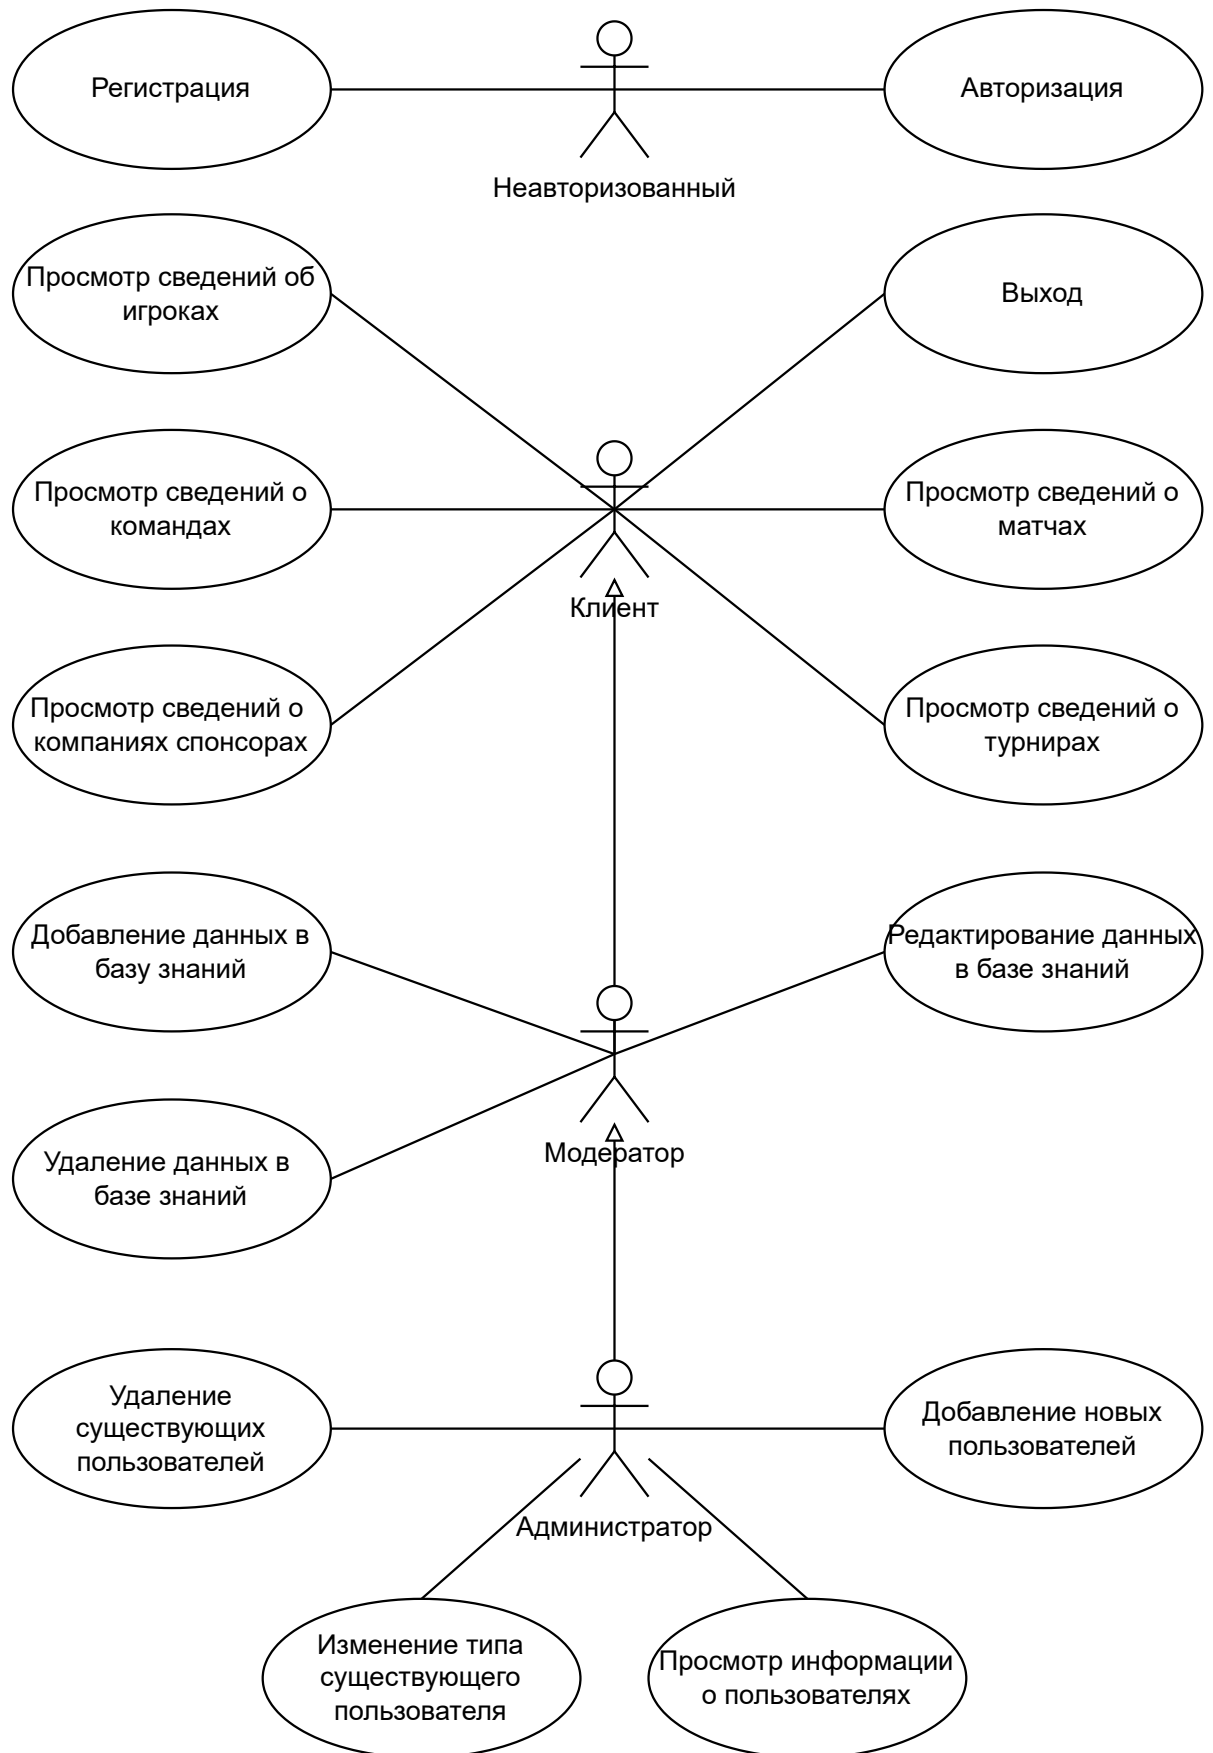 Регистрация
Авторизация
Неавторизованный
Просмотр сведений об
игроках
Выход
Просмотр сведений о
командах
Просмотр сведений о
матчах
Клиент
Просмотр сведений о
компаниях спонсорах
Просмотр сведений о
турнирах
Добавление данных в
базу знаний
Редактирование данных
в базе знаний
Удаление данных в
базе знаний
Модератор
Удаление
существующих
пользователей
Добавление новых
пользователей
Администратор
Изменение типа
существующего
пользователя
Просмотр информации
о пользователях